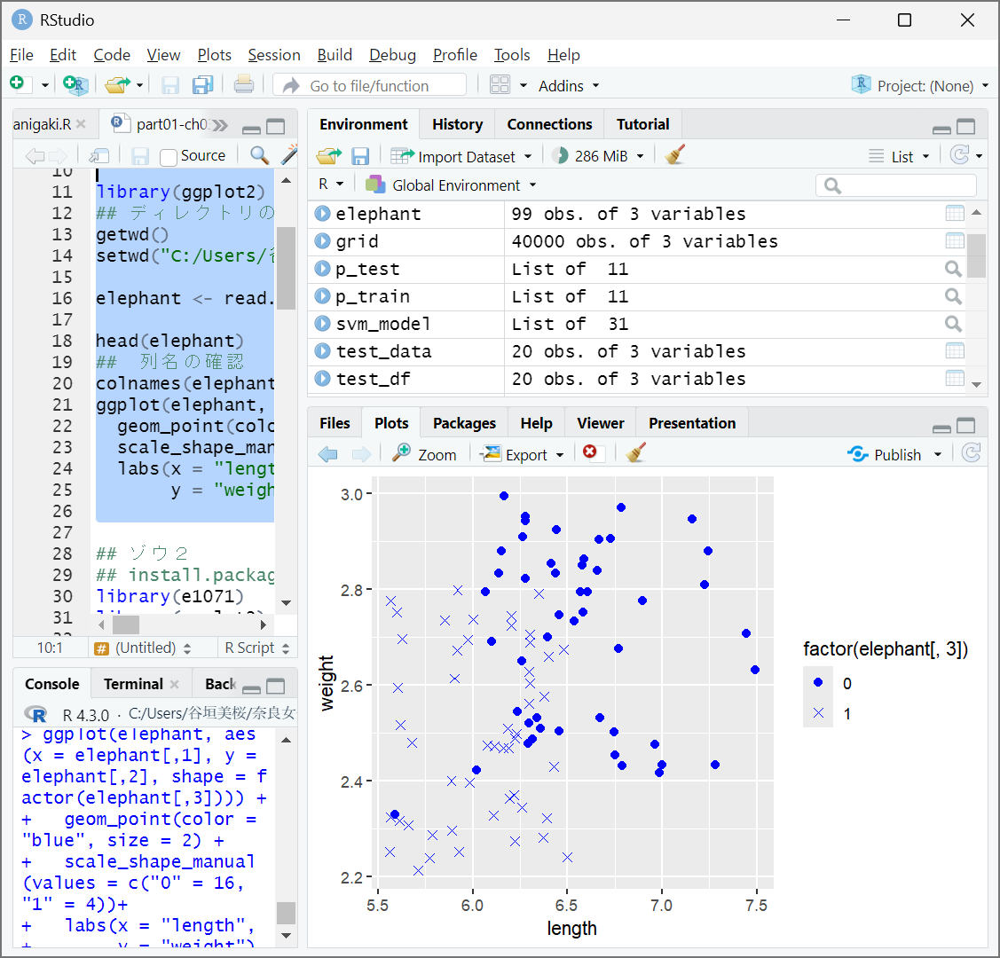 RStudio
File Edit Code View Plots Session Build Debug Profile Tools Help
Go to file/function Addins Project: (None)
anigaki.R part01-ch0
Source
10
11 library(ggplot2)
12 ## ディレクトリの
13 getwd()
14 setwd("C:/Users/
15
16 elephant <- read.
17
18 head(elephant)
19 ## 列名の確認
20 colnames(elephant
21 ggplot(elephant,
22 geom_point(colo
23 scale_shape_man
24 labs(x = "lengt
25 y = "weigh
26
27
28 ## ゾウ2
29 ## install.packag
30 library(e1071)
31
10:1 # (Untitled) R Script
Console Terminal Back
R 4.3.0 · C:/Users/谷垣美桜/奈良女
> ggplot(elephant, aes
(x = elephant[,1], y =
elephant[,2], shape = f
actor(elephant[,3]))) +
+ geom_point(color =
"blue", size = 2) +
+ scale_shape_manual
(values = c("0" = 16,
"1" = 4))+
+ labs(x = "length",
+ y = "weight")
Environment History Connections Tutorial
Import Dataset 286 MiB List
R Global Environment
elephant 99 obs. of 3 variables
grid 40000 obs. of 3 variables
p_test List of 11
p_train List of 11
svm_model List of 31
test_data 20 obs. of 3 variables
test_df 20 obs. of 3 variables
Files Plots Packages Help Viewer Presentation
Zoom Export Publish
3.0
2.8
2.6
2.4
2.2
weight
5.5 6.0 6.5 7.0 7.5
length
factor(elephant[, 3])
0
1